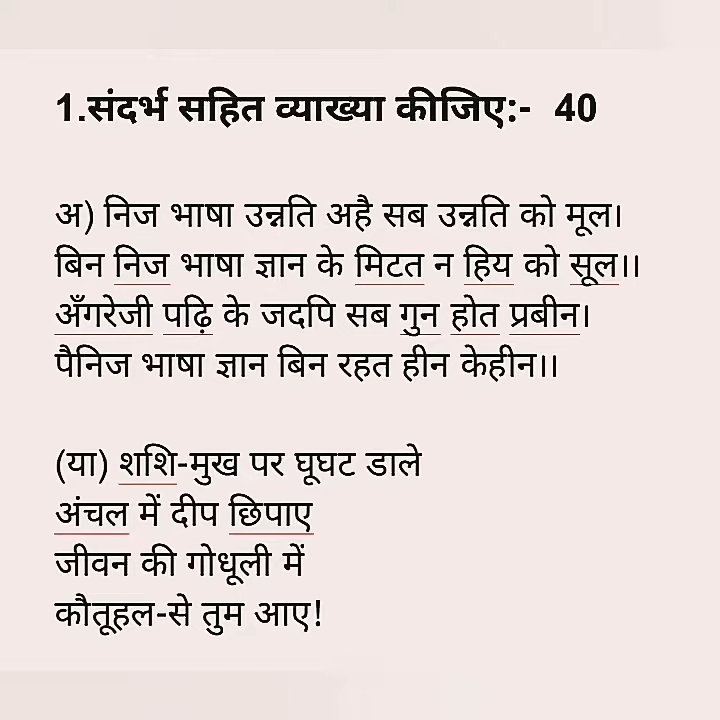 1.संदर्भ सहित व्याख्या कीजिए:- 40
अ) निज भाषा उन्नति अहै सब उन्नति को मूल।
बिन निज भाषा ज्ञान के मिटत न हिय को सूल।।
अँगरेजी पढ़ि के जदपि सब गुन होत प्रबीन।
पैनिज भाषा ज्ञान बिन रहत हीन केहीन।।
(या) शशि-मुख पर घूघट डाले
अंचल में दीप छिपाए
जीवन की गोधूली में
कौतूहल-से तुम आए!